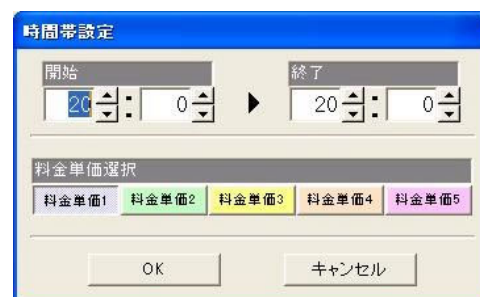 時間帯設定
開始 終了
20 : 0 ▶ 20 : 0
料金単価選択
料金単価1 料金単価2 料金単価3 料金単価4 料金単価5
OK キャンセル